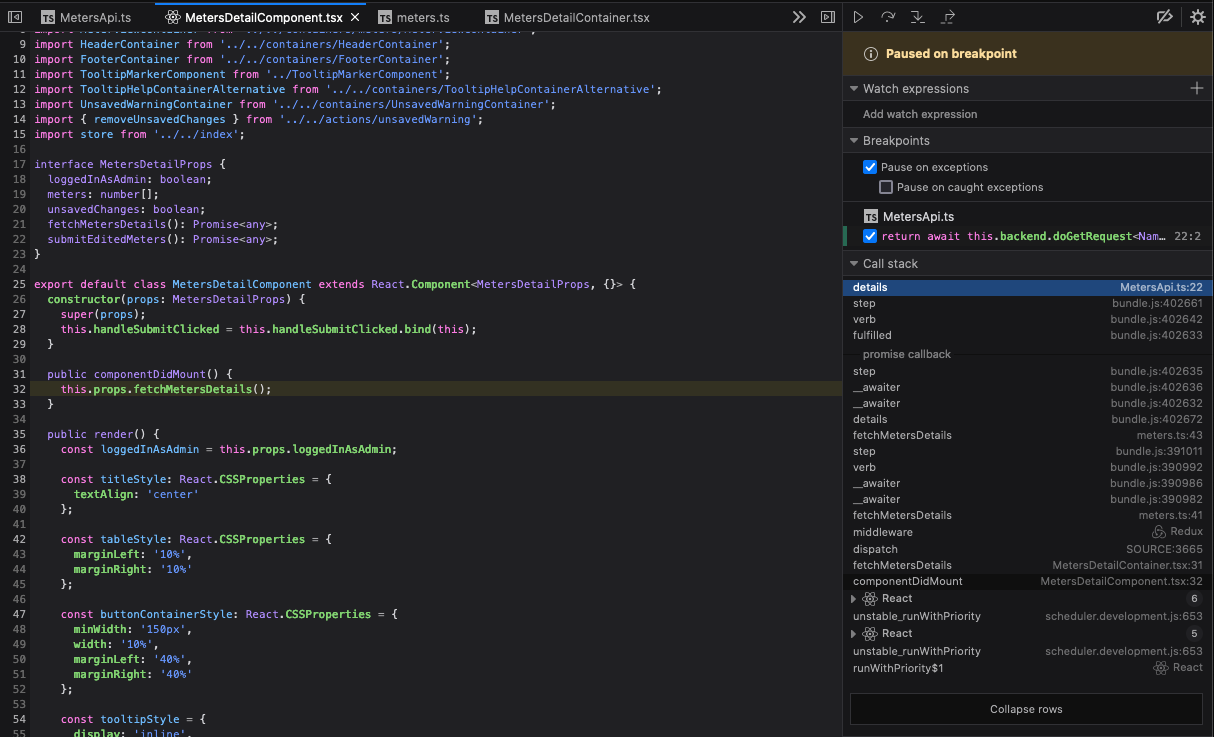 TS MetersApi.ts
MetersDetailComponent.tsx
TS meters.ts
TS MetersDetailContainer.tsx
9 import HeaderContainer from '../../containers/HeaderContainer';
10 import FooterContainer from '../../containers/FooterContainer';
11 import TooltipMarkerComponent from '../TooltipMarkerComponent';
12 import TooltipHelpContainerAlternative from '../../containers/TooltipHelpContainerAlternative';
13 import UnsavedWarningContainer from '../../containers/UnsavedWarningContainer';
14 import { removeUnsavedChanges } from '../../actions/unsavedWarning';
15 import store from '../../index';
16
17 interface MetersDetailProps {
18 loggedInAsAdmin: boolean;
19 meters: number[];
20 unsavedChanges: boolean;
21 fetchMetersDetails(): Promise<any>;
22 submitEditedMeters(): Promise<any>;
23 }
24
25 export default class MetersDetailComponent extends React.Component<MetersDetailProps, {}> {
26 constructor(props: MetersDetailProps) {
27 super(props);
28 this.handleSubmitClicked = this.handleSubmitClicked.bind(this);
29 }
30
31 public componentDidMount() {
32 this.props.fetchMetersDetails();
33 }
34
35 public render() {
36 const loggedInAsAdmin = this.props.loggedInAsAdmin;
37
38 const titleStyle: React.CSSProperties = {
39 textAlign: 'center'
40 };
41
42 const tableStyle: React.CSSProperties = {
43 marginLeft: '10%',
44 marginRight: '10%'
45 };
46
47 const buttonContainerStyle: React.CSSProperties = {
48 minWidth: '150px',
49 width: '10%',
50 marginLeft: '40%',
51 marginRight: '40%'
52 };
53
54 const tooltipStyle = {
55 display: 'inline',
Paused on breakpoint
Watch expressions
Add watch expression
Breakpoints
Pause on exceptions
Pause on caught exceptions
TS MetersApi.ts
return await this.backend.doGetRequest<Nam… 22:2
Call stack
details MetersApi.ts:22
step bundle.js:402661
verb bundle.js:402642
fulfilled bundle.js:402633
promise callback
step bundle.js:402635
__awaiter bundle.js:402636
__awaiter bundle.js:402632
details bundle.js:402672
fetchMetersDetails meters.ts:43
step bundle.js:391011
verb bundle.js:390992
__awaiter bundle.js:390986
__awaiter bundle.js:390982
fetchMetersDetails meters.ts:41
middleware Redux
dispatch SOURCE:3665
fetchMetersDetails MetersDetailContainer.tsx:31
componentDidMount MetersDetailComponent.tsx:32
React 6
unstable_runWithPriority scheduler.development.js:653
React 5
unstable_runWithPriority scheduler.development.js:653
runWithPriority$1 React
Collapse rows